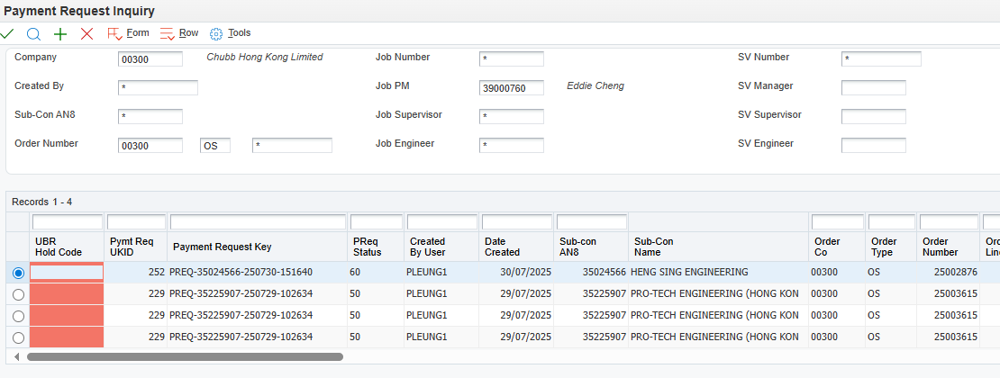 Payment Request Inquiry
Form Row Tools
Company 00300 Chubb Hong Kong Limited Job Number * SV Number *
Created By * Job PM 39000760 Eddie Cheng SV Manager
Sub-Con AN8 * Job Supervisor * SV Supervisor
Order Number 00300 OS * Job Engineer * SV Engineer
Records 1 - 4
UBR Pymt Req Payment Request Key PReq Created Date Sub-con Sub-Con Order Order Order Orde
Hold Code UKID Status By User Created AN8 Name Co Type Number Line
252 PREQ-35024566-250730-151640 60 PLEUNG1 30/07/2025 35024566 HENG SING ENGINEERING 00300 OS 25002876
229 PREQ-35225907-250729-102634 50 PLEUNG1 29/07/2025 35225907 PRO-TECH ENGINEERING (HONG KON 00300 OS 25003615
229 PREQ-35225907-250729-102634 50 PLEUNG1 29/07/2025 35225907 PRO-TECH ENGINEERING (HONG KON 00300 OS 25003615
229 PREQ-35225907-250729-102634 50 PLEUNG1 29/07/2025 35225907 PRO-TECH ENGINEERING (HONG KON 00300 OS 25003615